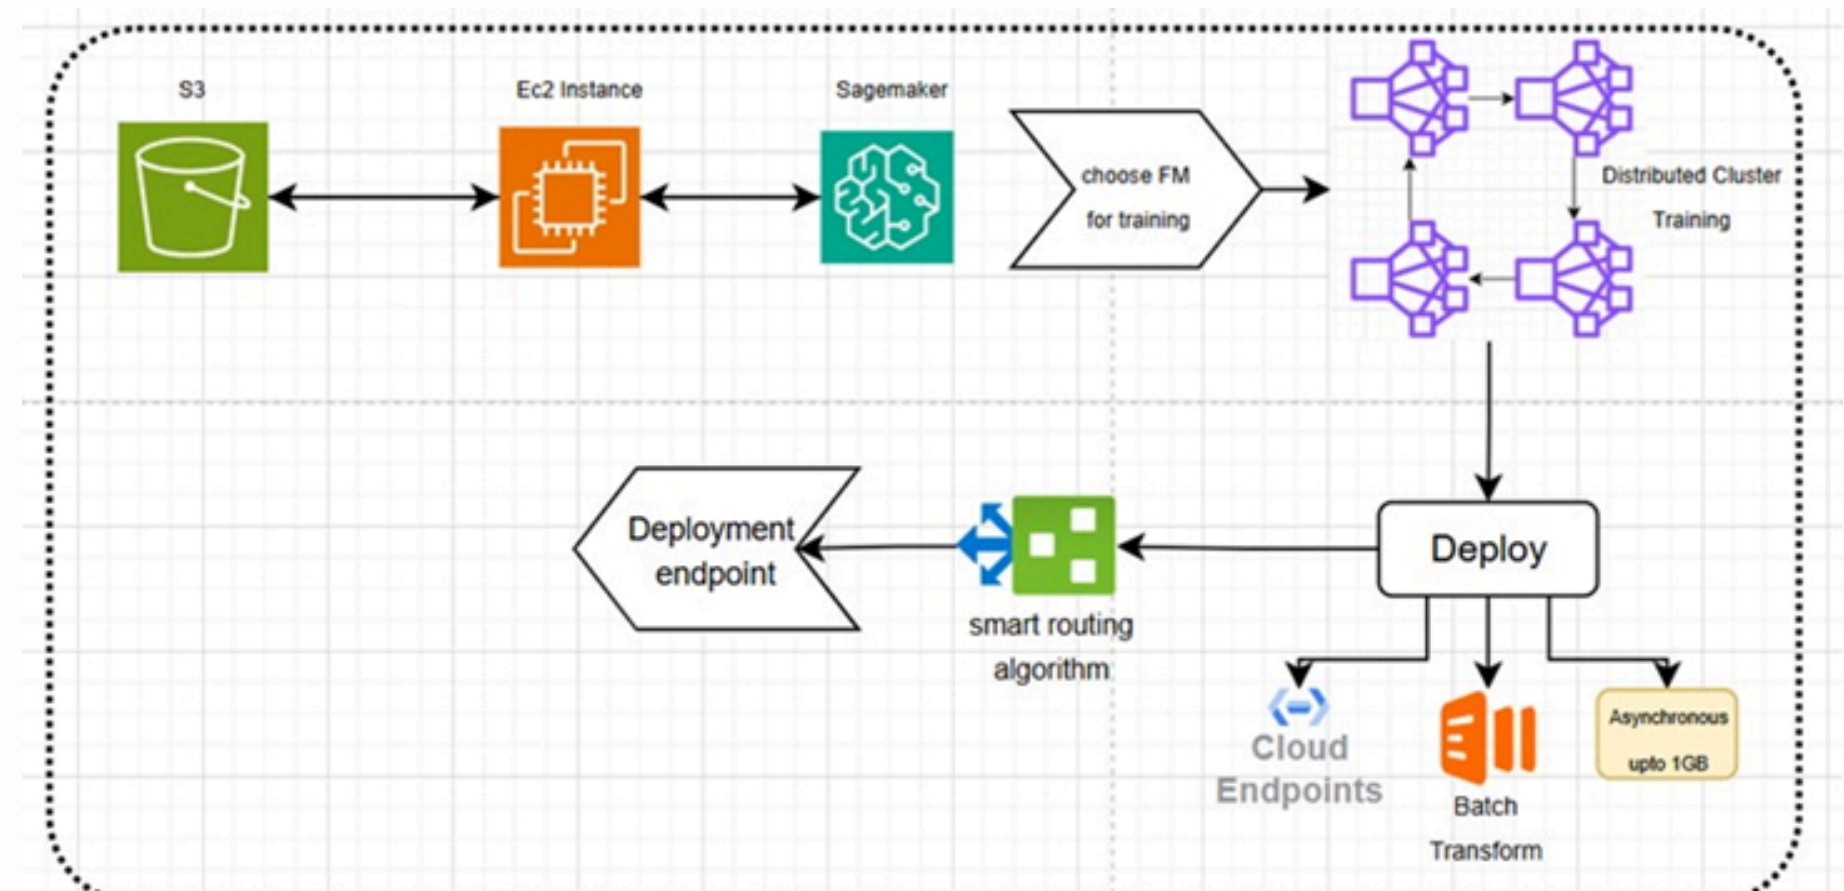 S3
Ec2 Instance
Sagemaker
choose FM
for training
Distributed Cluster
Training
Deployment
endpoint
smart routing
algorithm
Deploy
Cloud
Endpoints
Batch
Transform
Asynchronous
upto 1GB